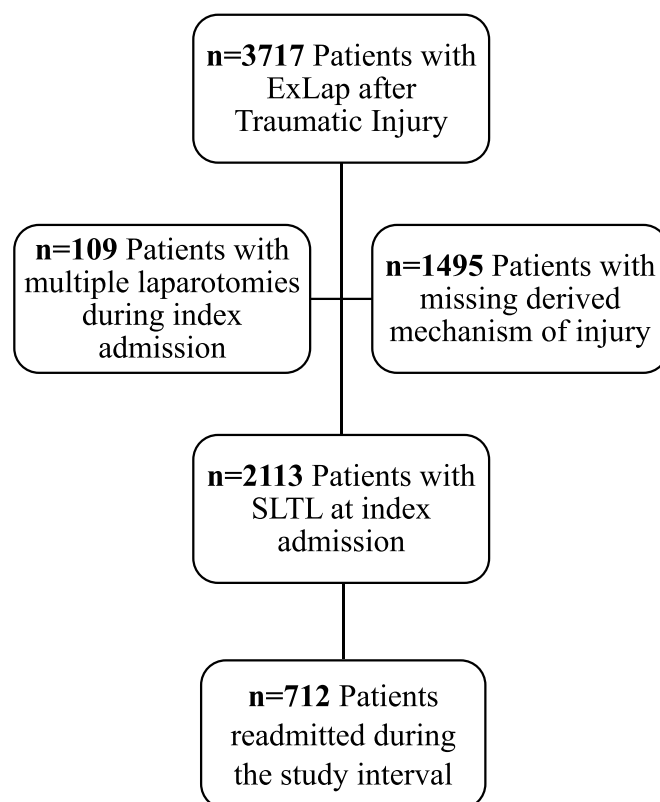 n=3717 Patients with
ExLap after
Traumatic Injury
n=109 Patients with
multiple laparotomies
during index
admission
n=1495 Patients with
missing derived
mechanism of injury
n=2113 Patients with
SLTL at index
admission
n=712 Patients
readmitted during
the study interval